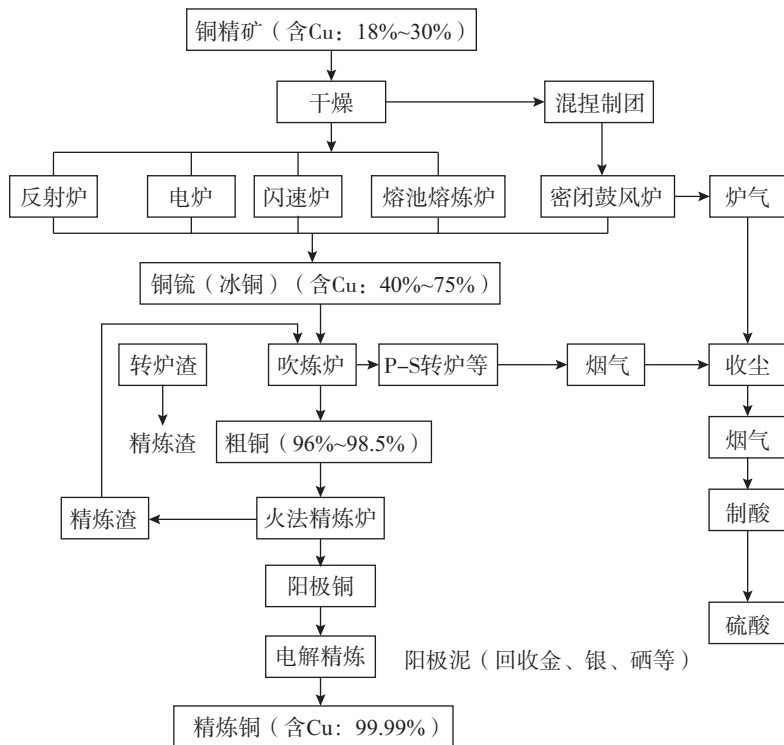 铜精矿（含Cu：18%~30%）
干燥
混捏制团
反射炉
电炉
闪速炉
熔池熔炼炉
密闭鼓风炉
炉气
铜锍（冰铜）（含Cu：40%~75%）
转炉渣
吹炼炉
P–S转炉等
烟气
收尘
精炼渣
粗铜（96%~98.5%）
烟气
精炼渣
火法精炼炉
制酸
阳极铜
硫酸
电解精炼
阳极泥（回收金、银、硒等）
精炼铜（含Cu：99.99%）